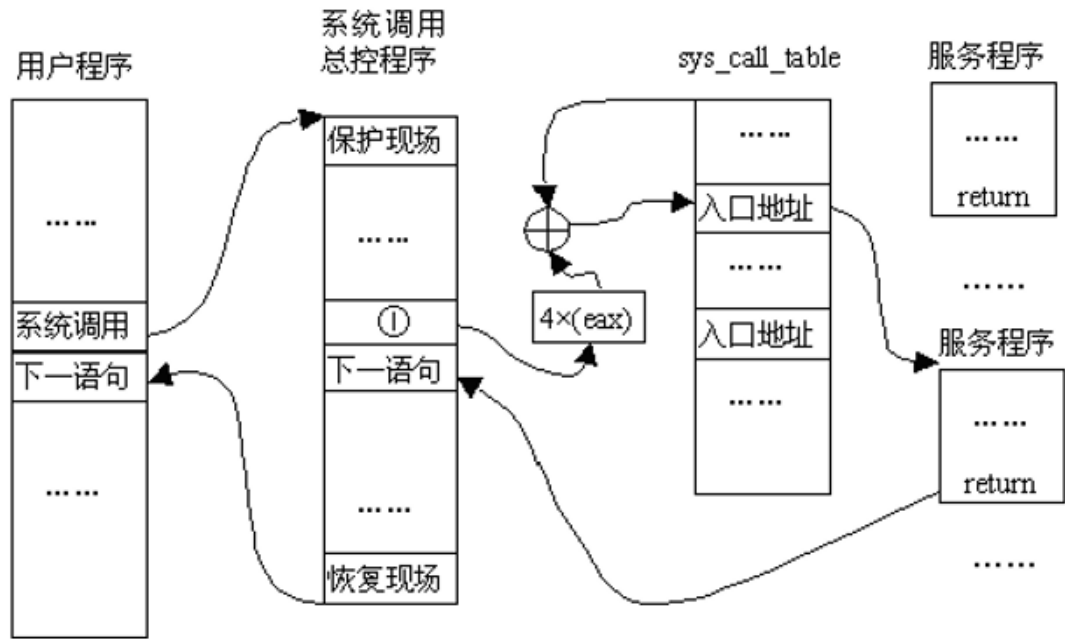 用户程序
……
系统调用
下一语句
……
系统调用
总控程序
保护现场
……
①
下一语句
……
恢复现场
4×(eax)
sys_call_table
……
入口地址
……
入口地址
……
服务程序
……
return
……
服务程序
……
return
……